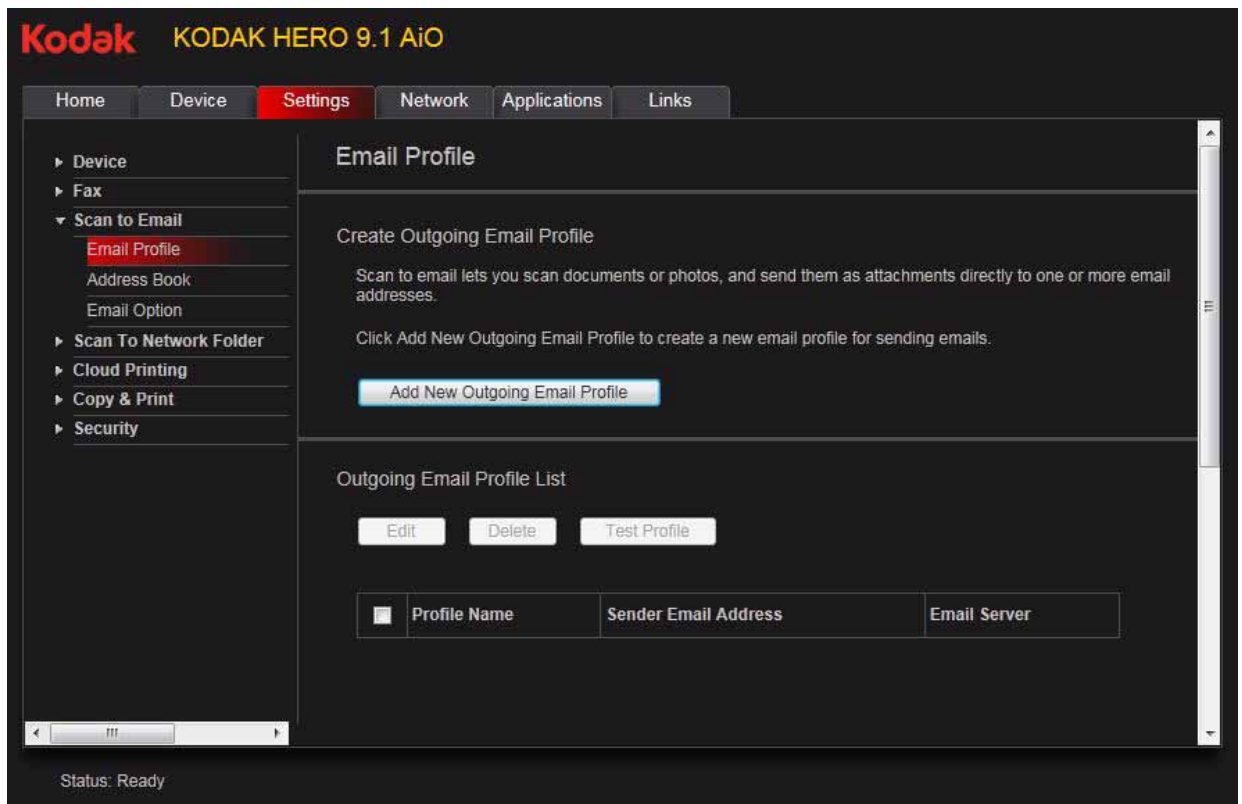 Kodak KODAK HERO 9.1 AiO
Home Device Settings Network Applications Links
Device
Fax
Scan to Email
Email Profile
Address Book
Email Option
Scan To Network Folder
Cloud Printing
Copy & Print
Security
Email Profile
Create Outgoing Email Profile
Scan to email lets you scan documents or photos, and send them as attachments directly to one or more email
addresses.
Click Add New Outgoing Email Profile to create a new email profile for sending emails.
Add New Outgoing Email Profile
Outgoing Email Profile List
Edit Delete Test Profile
Profile Name Sender Email Address Email Server
Status: Ready